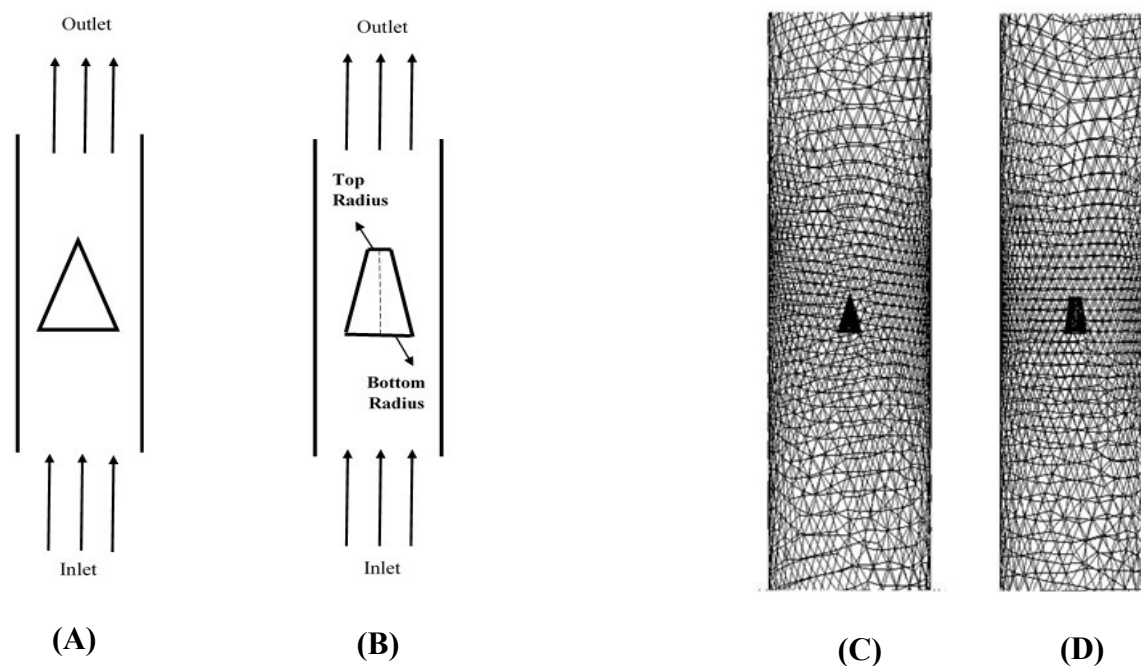 Outlet
Inlet
(A)
Outlet
Top
Radius
Bottom
Radius
Inlet
(B)
(C)
(D)